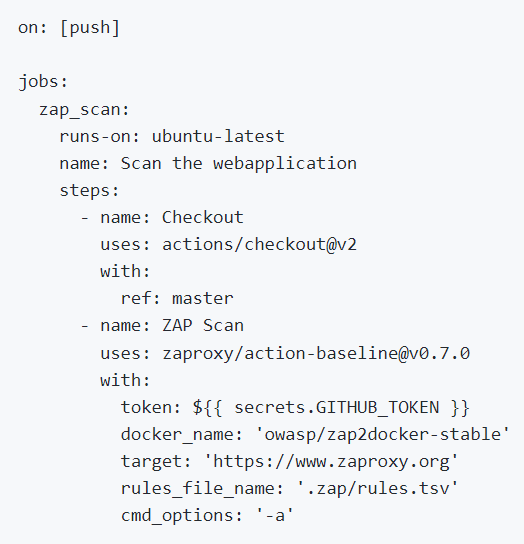 on: [push]

jobs:
  zap_scan:
    runs-on: ubuntu-latest
    name: Scan the webapplication
    steps:
      - name: Checkout
        uses: actions/checkout@v2
        with:
          ref: master
      - name: ZAP Scan
        uses: zaproxy/action-baseline@v0.7.0
        with:
          token: ${{ secrets.GITHUB_TOKEN }}
          docker_name: 'owasp/zap2docker-stable'
          target: 'https://www.zaproxy.org'
          rules_file_name: '.zap/rules.tsv'
          cmd_options: '-a'